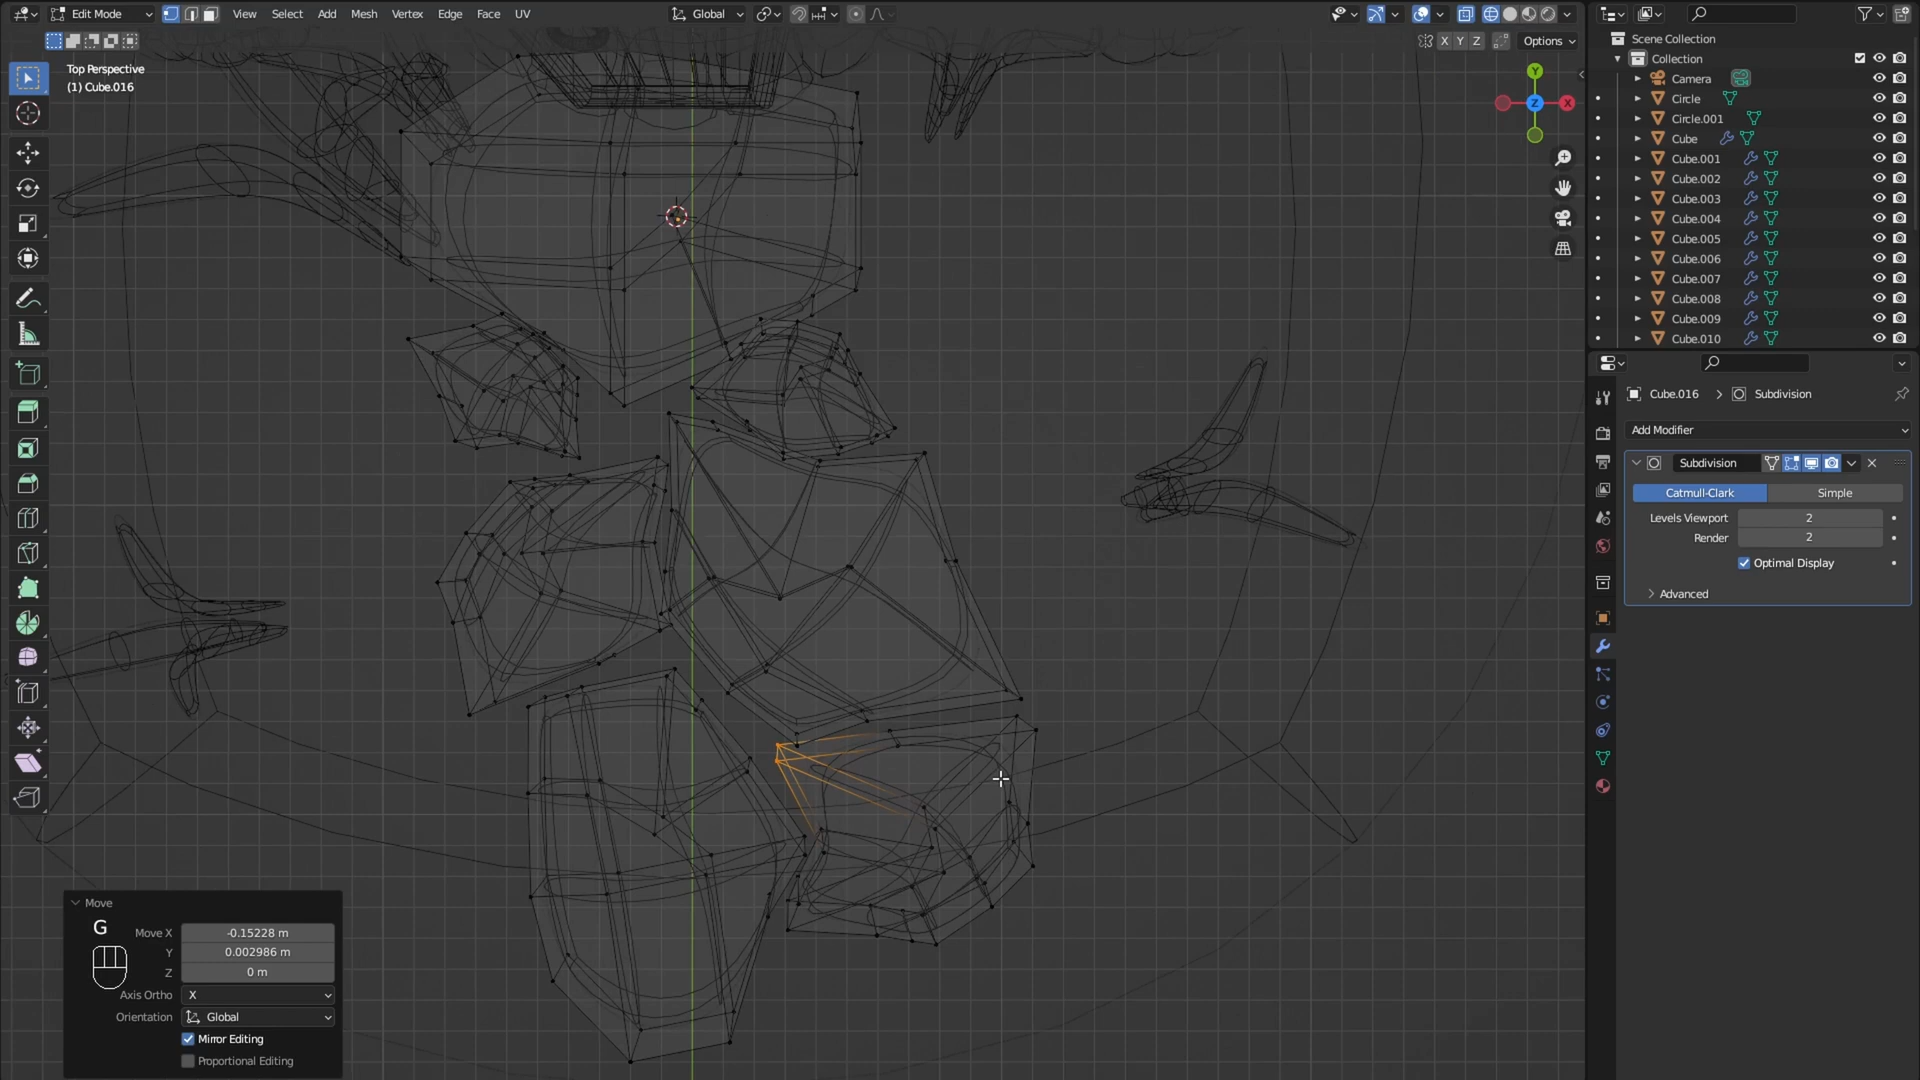 Edit Mode View Select Add Mesh Vertex Edge Face UV Global
X Y Z Options
Top Perspective
(1) Cube.016
Y
Z X
Scene Collection
Collection
Camera
Circle
Circle.001
Cube
Cube.001
Cube.002
Cube.003
Cube.004
Cube.005
Cube.006
Cube.007
Cube.008
Cube.009
Cube.010
Cube.016 > Subdivision
Add Modifier
Subdivision
Catmull-Clark Simple
Levels Viewport 2
Render 2
Optimal Display
Advanced
Move
G
Move X -0.15228 m
Y 0.002986 m
Z 0 m
Axis Ortho X
Orientation Global
Mirror Editing
Proportional Editing